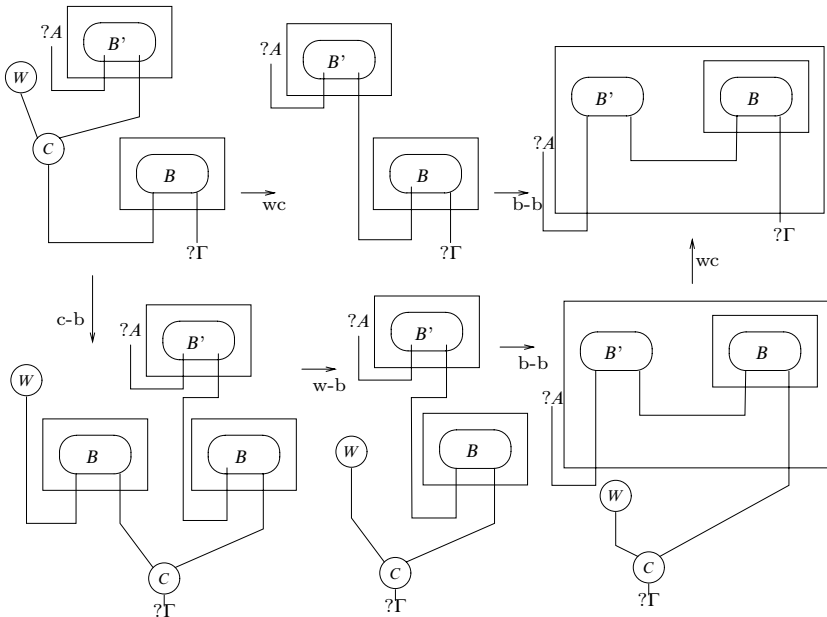 ?A B' ?A B' B' B
W
C B B ?A
wc b-b
?Γ ?Γ ?Γ
wc
c-b ?A B' ?A B' B' B
w-b b-b
W ?A
B B W B
W
C C C
?Γ ?Γ ?Γ